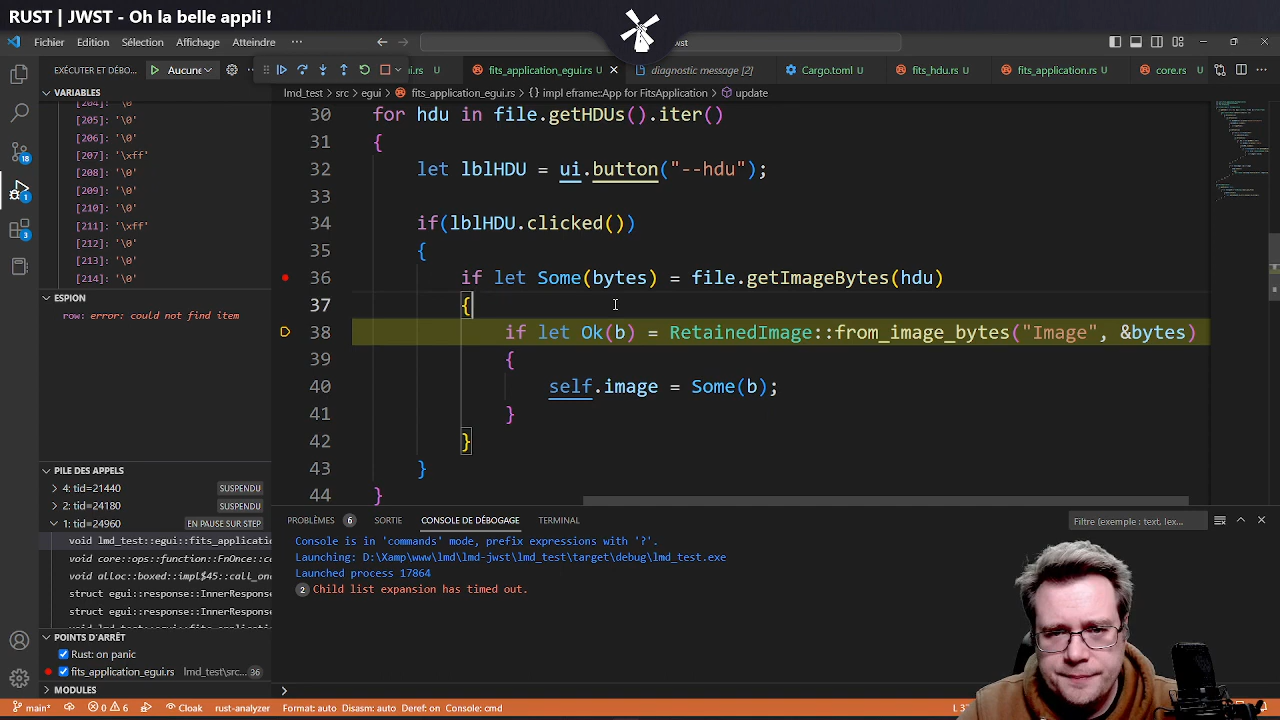 RUST | JWST - Oh la belle appli !
Fichier Edition Sélection Affichage Atteindre ··· wst
EXÉCUTER ET DÉBO... Aucune
i.rs fits_application_egui.rs diagnostic message [2] Cargo.toml fits_hdu.rs fits_application.rs core.rs
VARIABLES
lmd_test > src > egui > fits_application_egui.rs > {} impl eframe::App for FitsApplication > update
[204]: '\0
[205]: '\0
[206]: '\0
[207]: '\xff'
[208]: '\0
[209]: '\0
[210]: '\0
[211]: '\xff'
[212]: '\0
[213]: '\0
[214]: '\0
30 for hdu in file.getHDUs().iter()
31 {
32 let lblHDU = ui.button("--hdu");
33
34 if(lblHDU.clicked())
35 {
36 if let Some(bytes) = file.getImageBytes(hdu)
37 {
38 if let Ok(b) = RetainedImage::from_image_bytes("Image", &bytes)
39 {
40 self.image = Some(b);
41 }
42 }
43 }
44 }
ESPION
row: error: could not find item
PILE DES APPELS
4: tid=21440 SUSPENDU
2: tid=24180 SUSPENDU
1: tid=24960 EN PAUSE SUR STEP
void lmd_test::egui::fits_applicatio
void core::ops::function::FnOnce::
void alloc::boxed::impl$45::call_on
struct egui::response::InnerRespons
struct egui::response::InnerRespons
POINTS D'ARRÊT
Rust: on panic
fits_application_egui.rs lmd_test\src... 36
MODULES
PROBLÈMES 6 SORTIE CONSOLE DE DÉBOGAGE TERMINAL Filtre (exemple : text, !exclu...
Console is in 'commands' mode, prefix expressions with '?'.
Launching: D:\Xamp\www\lmd\lmd-jwst\lmd_test\target\debug\lmd_test.exe
Launched process 17864
2 Child list expansion has timed out.
18
1
3
main* 0 6 Cloak rust-analyzer Format: auto Disasm: auto Deref: on Console: cmd